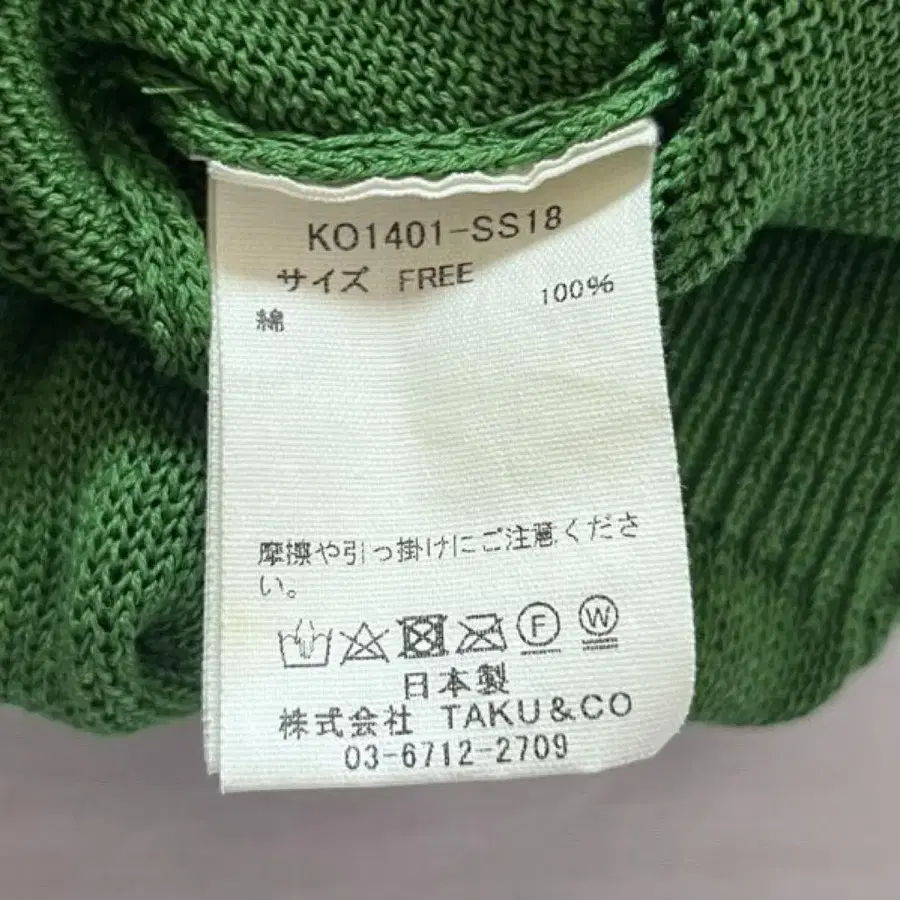 KO1401-SS18
サイズ FREE
綿 100%
摩擦や引っ掛けにご注意くださ
い。
F W
日本製
株式会社 TAKU&CO
03-6712-2709